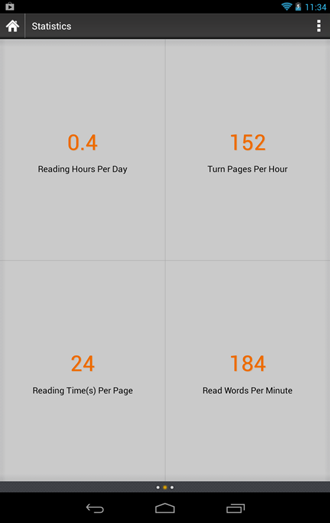 11:34
Statistics
0.4
Reading Hours Per Day
152
Turn Pages Per Hour
24
Reading Time(s) Per Page
184
Read Words Per Minute